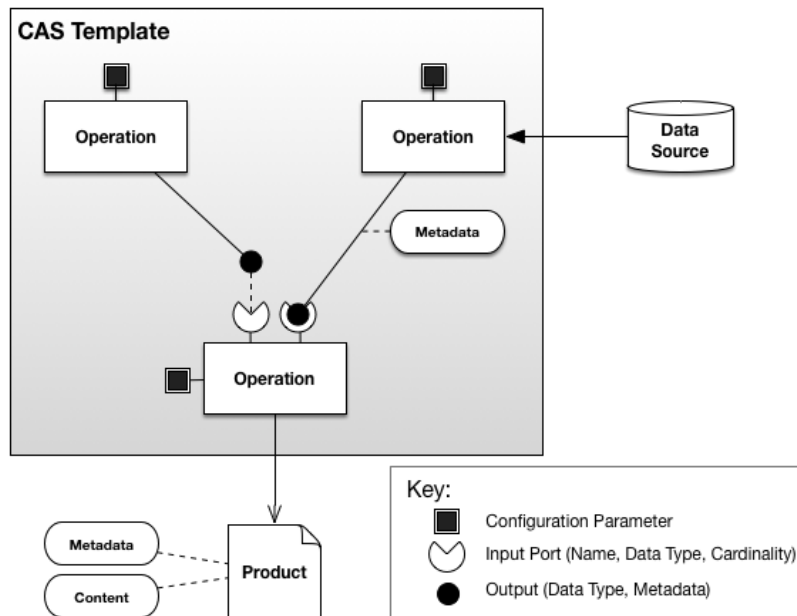 CAS Template
Operation
Operation
Data
Source
Metadata
Operation
Metadata
Content
Product
Key:
Configuration Parameter
Input Port (Name, Data Type, Cardinality)
Output (Data Type, Metadata)